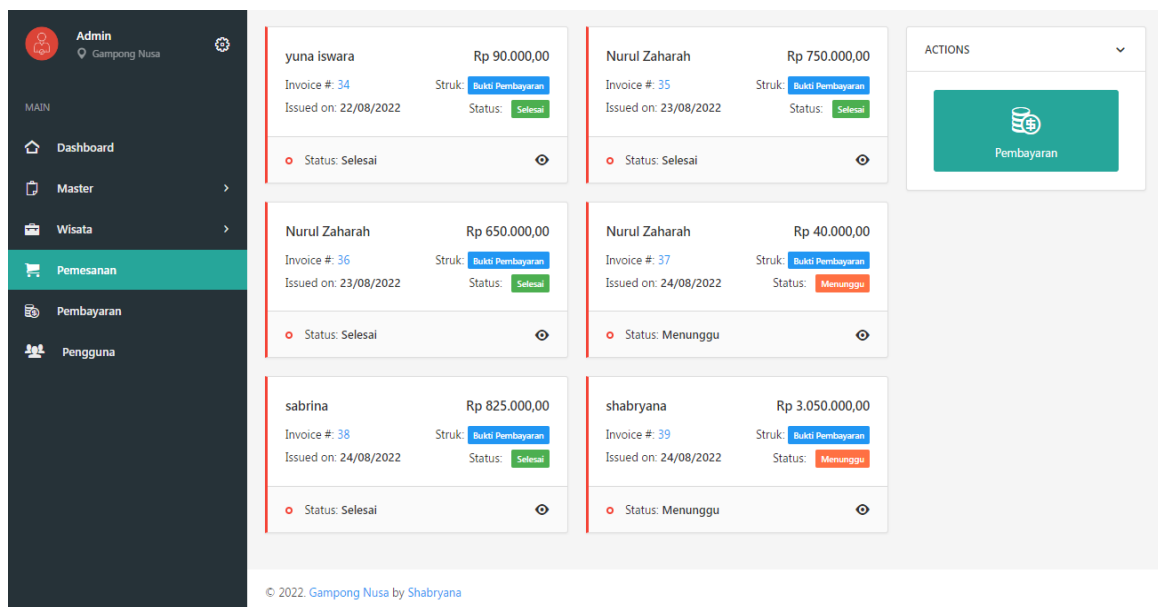 Admin
Gampong Nusa
MAIN
Dashboard
Master
Wisata
Pemesanan
Pembayaran
Pengguna
yuna iswara Rp 90.000,00
Invoice #: 34 Struk: Bukti Pembayaran
Issued on: 22/08/2022 Status: Selesai
Status: Selesai
Nurul Zaharah Rp 750.000,00
Invoice #: 35 Struk: Bukti Pembayaran
Issued on: 23/08/2022 Status: Selesai
Status: Selesai
Nurul Zaharah Rp 650.000,00
Invoice #: 36 Struk: Bukti Pembayaran
Issued on: 23/08/2022 Status: Selesai
Status: Selesai
Nurul Zaharah Rp 40.000,00
Invoice #: 37 Struk: Bukti Pembayaran
Issued on: 24/08/2022 Status: Menunggu
Status: Menunggu
sabrina Rp 825.000,00
Invoice #: 38 Struk: Bukti Pembayaran
Issued on: 24/08/2022 Status: Selesai
Status: Selesai
shabryana Rp 3.050.000,00
Invoice #: 39 Struk: Bukti Pembayaran
Issued on: 24/08/2022 Status: Menunggu
Status: Menunggu
ACTIONS
Pembayaran
© 2022. Gampong Nusa by Shabryana